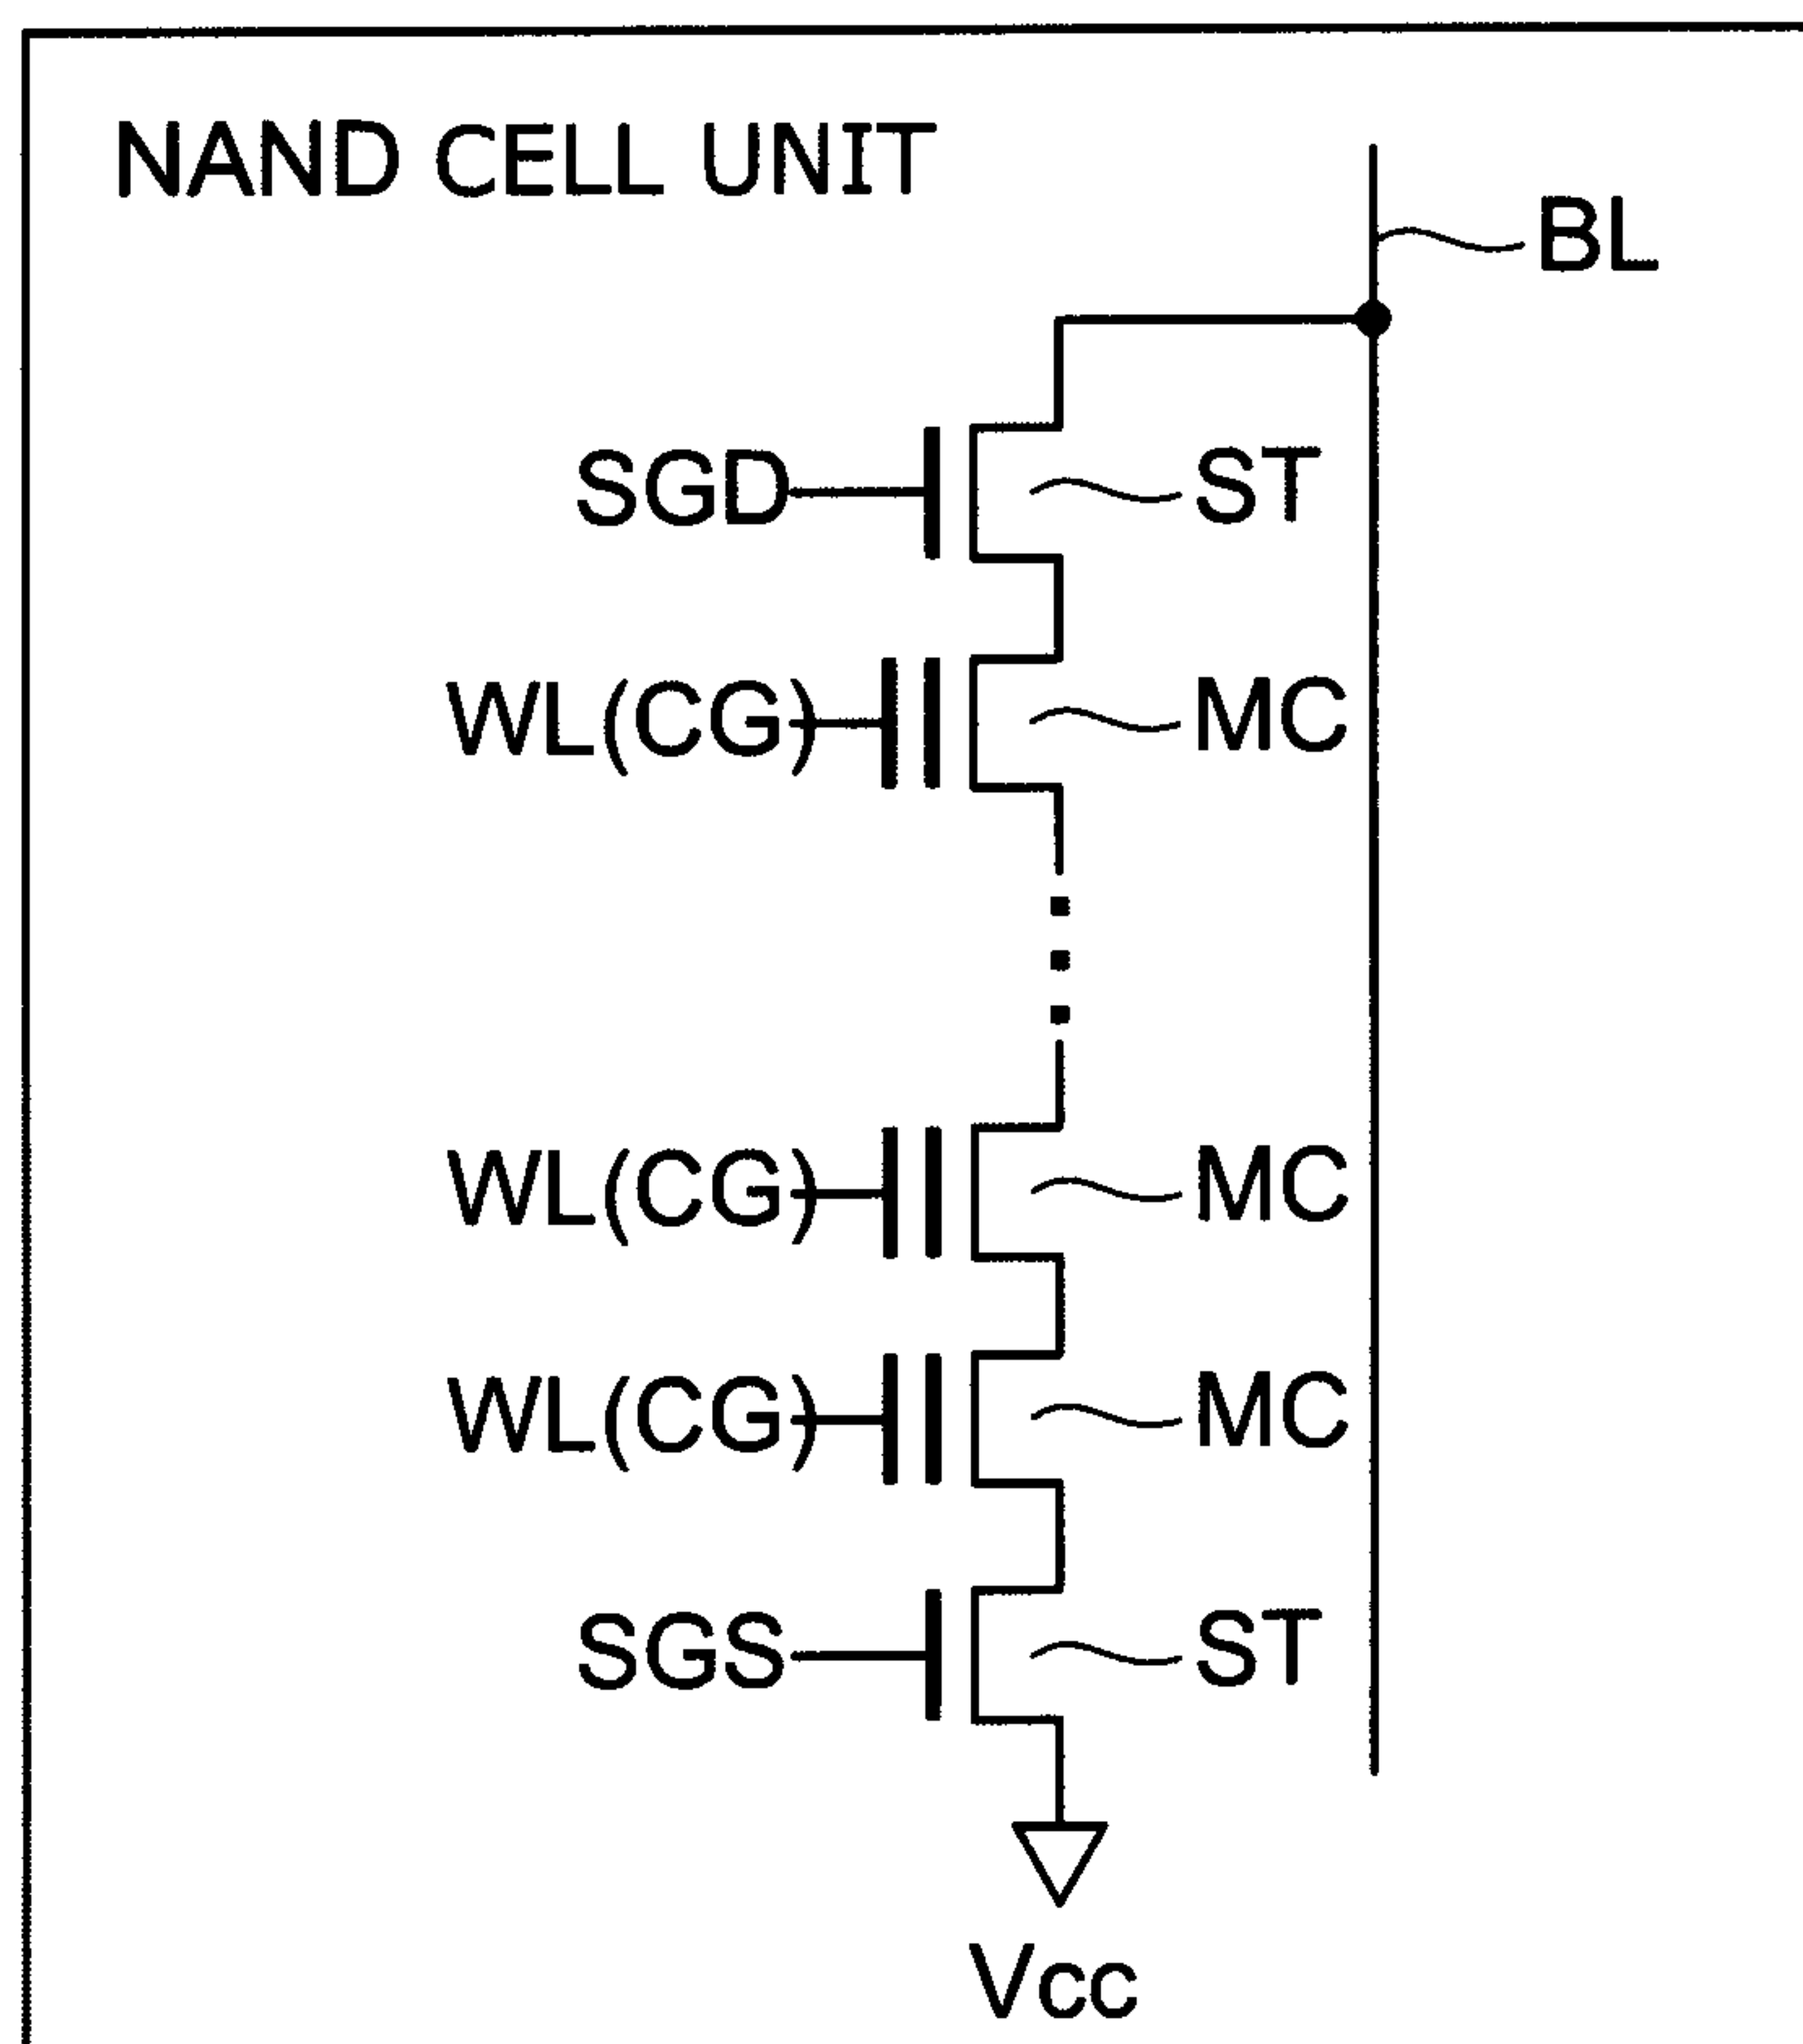 NAND CELL UNIT
BL
SGD ST
WL(CG) MC
WL(CG) MC
WL(CG) MC
SGS ST
Vcc